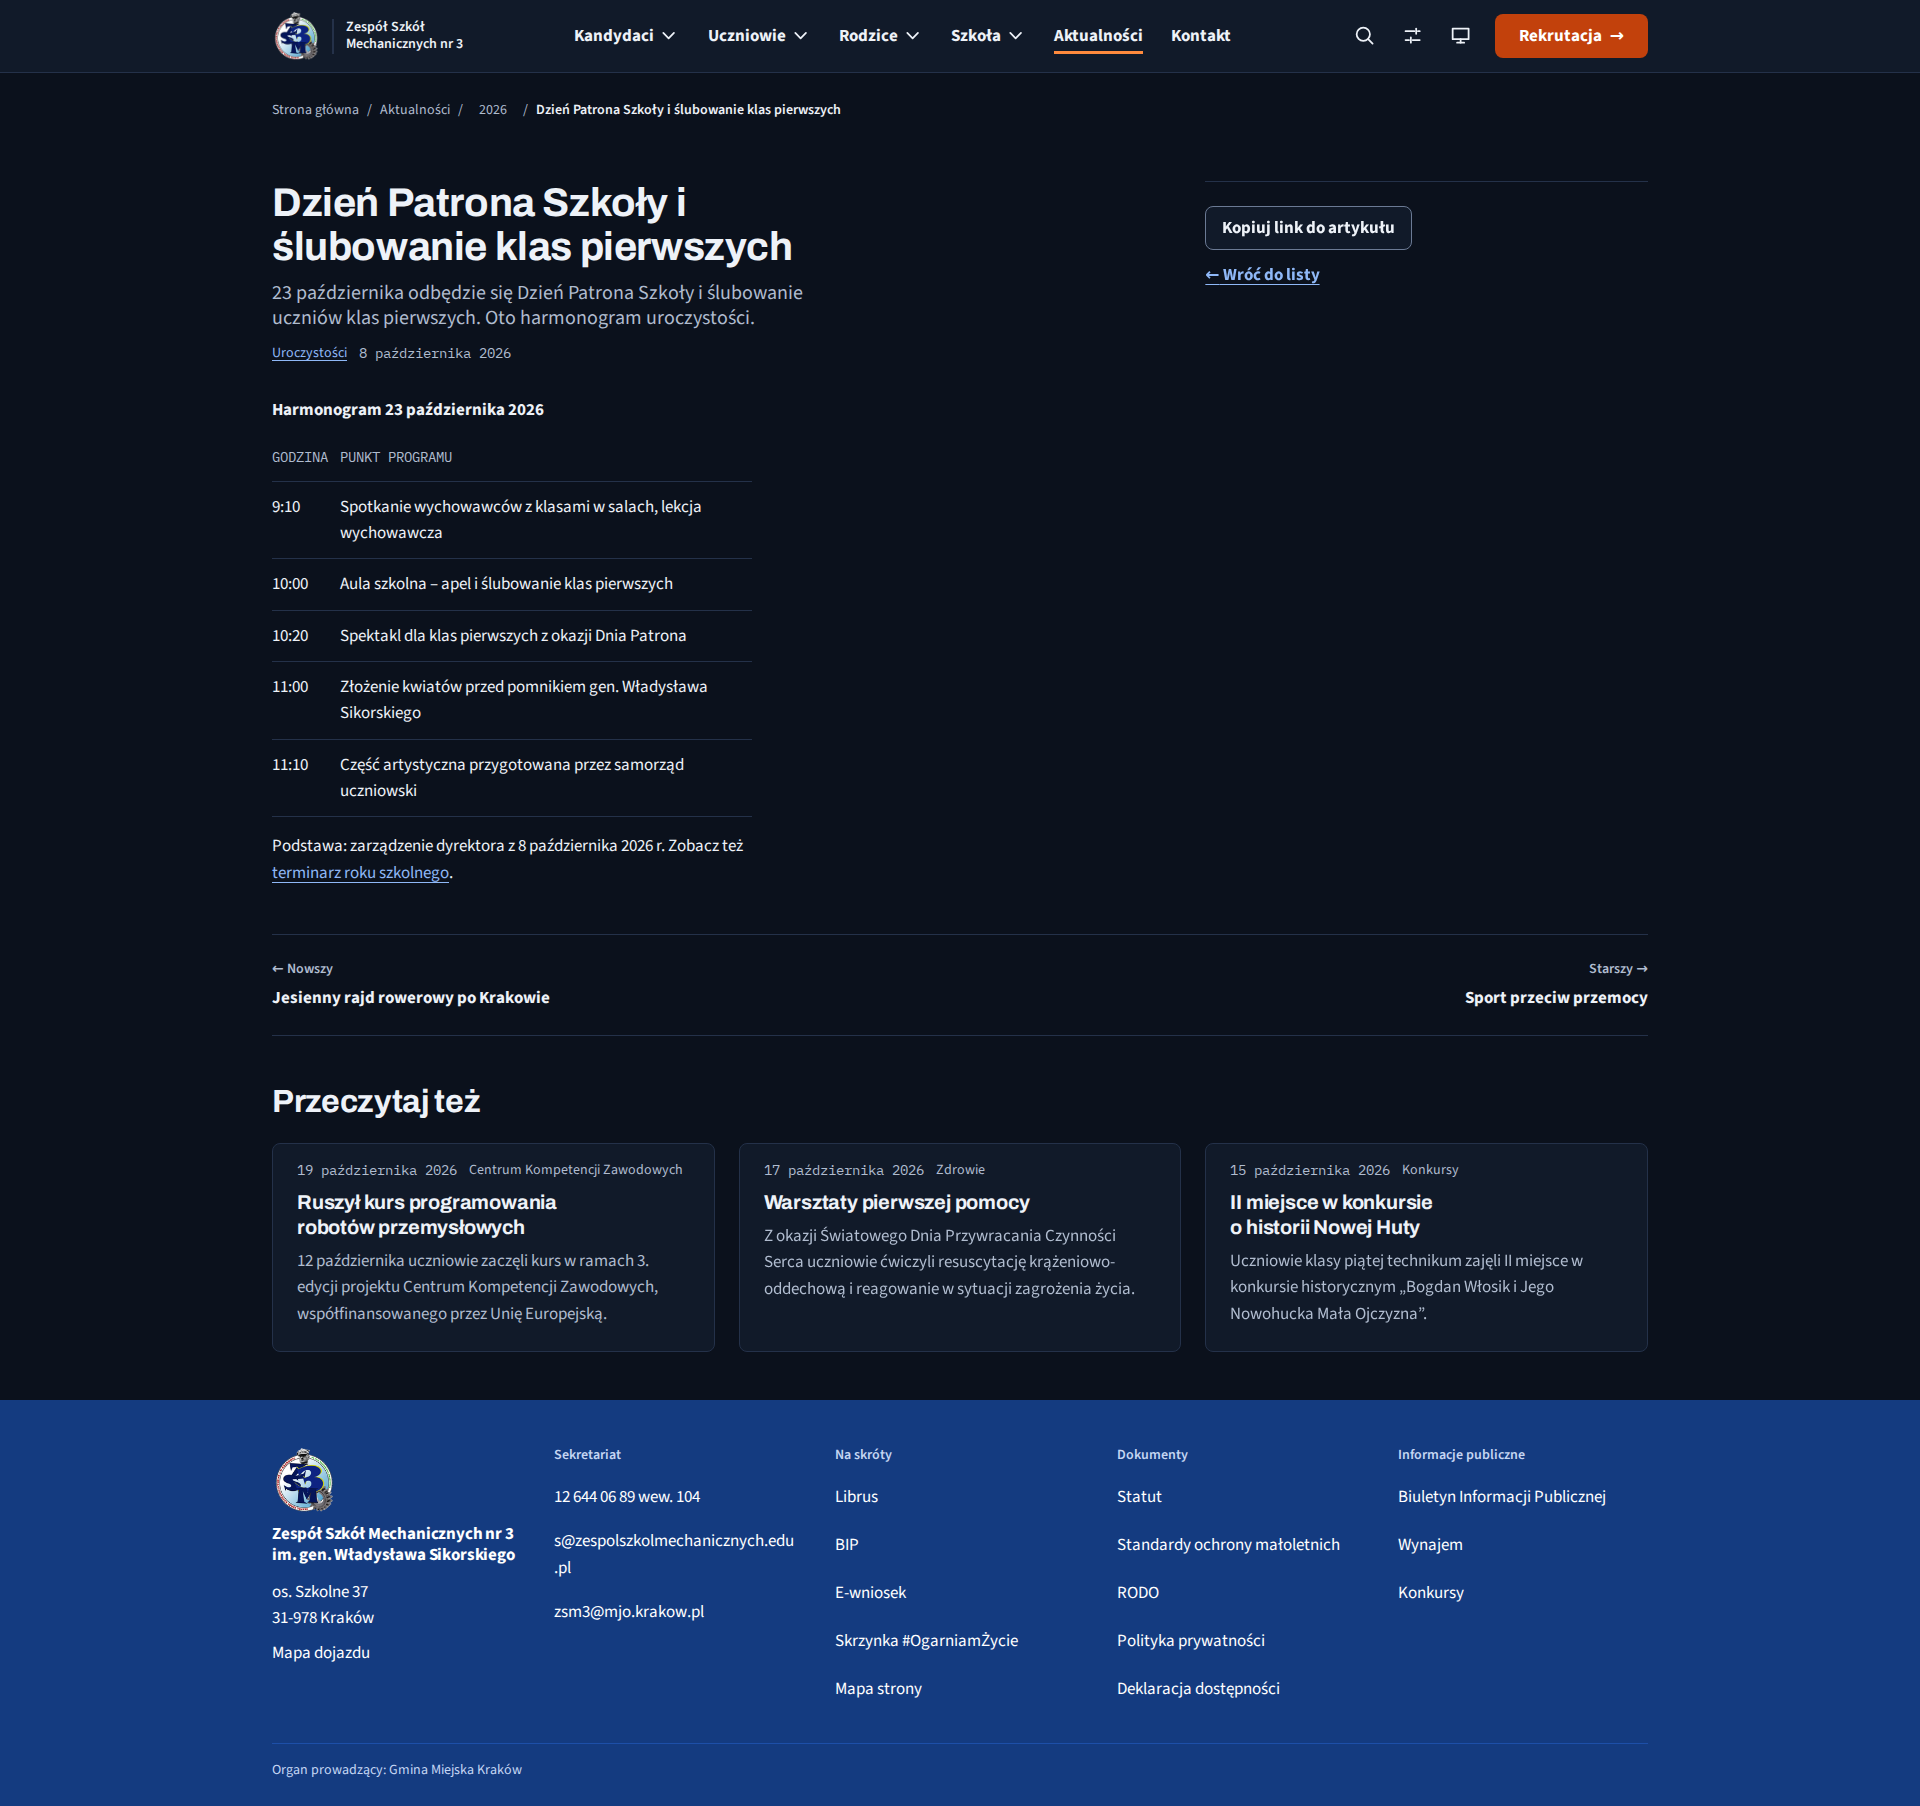 Zespół Szkół
Mechanicznych nr 3
Kandydaci
Uczniowie
Rodzice
Szkoła
Aktualności
Kontakt
Rekrutacja →
Strona główna / Aktualności / 2026 / Dzień Patrona Szkoły i ślubowanie klas pierwszych
Dzień Patrona Szkoły i
ślubowanie klas pierwszych
23 października odbędzie się Dzień Patrona Szkoły i ślubowanie
uczniów klas pierwszych. Oto harmonogram uroczystości.
Uroczystości 8 października 2026
Kopiuj link do artykułu
← Wróć do listy
Harmonogram 23 października 2026
GODZINA PUNKT PROGRAMU
9:10 Spotkanie wychowawców z klasami w salach, lekcja
wychowawcza
10:00 Aula szkolna – apel i ślubowanie klas pierwszych
10:20 Spektakl dla klas pierwszych z okazji Dnia Patrona
11:00 Złożenie kwiatów przed pomnikiem gen. Władysława
Sikorskiego
11:10 Część artystyczna przygotowana przez samorząd
uczniowski
Podstawa: zarządzenie dyrektora z 8 października 2026 r. Zobacz też
terminarz roku szkolnego.
← Nowszy
Jesienny rajd rowerowy po Krakowie
Starszy →
Sport przeciw przemocy
Przeczytaj też
19 października 2026 Centrum Kompetencji Zawodowych
Ruszył kurs programowania
robotów przemysłowych
12 października uczniowie zaczęli kurs w ramach 3.
edycji projektu Centrum Kompetencji Zawodowych,
współfinansowanego przez Unię Europejską.
17 października 2026 Zdrowie
Warsztaty pierwszej pomocy
Z okazji Światowego Dnia Przywracania Czynności
Serca uczniowie ćwiczyli resuscytację krążeniowo-
oddechową i reagowanie w sytuacji zagrożenia życia.
15 października 2026 Konkursy
II miejsce w konkursie
o historii Nowej Huty
Uczniowie klasy piątej technikum zajęli II miejsce w
konkursie historycznym „Bogdan Włosik i Jego
Nowohucka Mała Ojczyzna”.
Zespół Szkół Mechanicznych nr 3
im. gen. Władysława Sikorskiego
os. Szkolne 37
31-978 Kraków
Mapa dojazdu
Sekretariat
12 644 06 89 wew. 104
s@zespolszkolmechanicznych.edu
.pl
zsm3@mjo.krakow.pl
Na skróty
Librus
BIP
E-wniosek
Skrzynka #OgarniamŻycie
Mapa strony
Dokumenty
Statut
Standardy ochrony małoletnich
RODO
Polityka prywatności
Deklaracja dostępności
Informacje publiczne
Biuletyn Informacji Publicznej
Wynajem
Konkursy
Organ prowadzący: Gmina Miejska Kraków